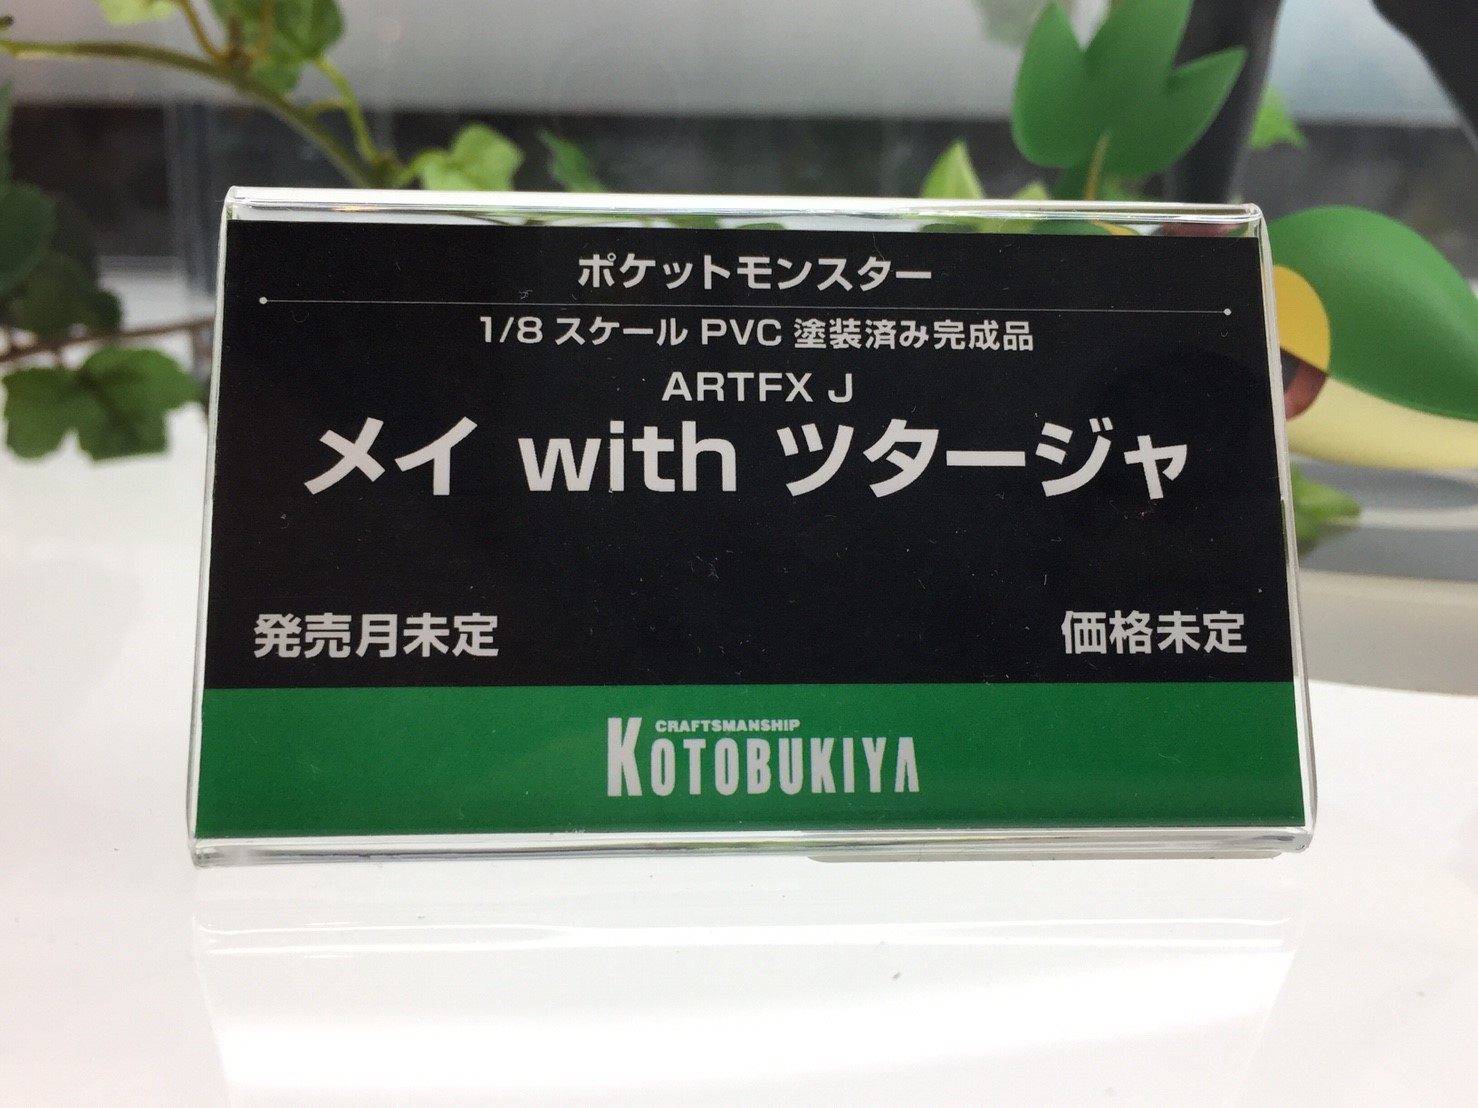 ポケットモンスター
1/8 スケール PVC 塗装済み完成品
ARTFX J
メイ with ツタージャ
発売月未定 価格未定
CRAFTSMANSHIP
KOTOBUKIYA